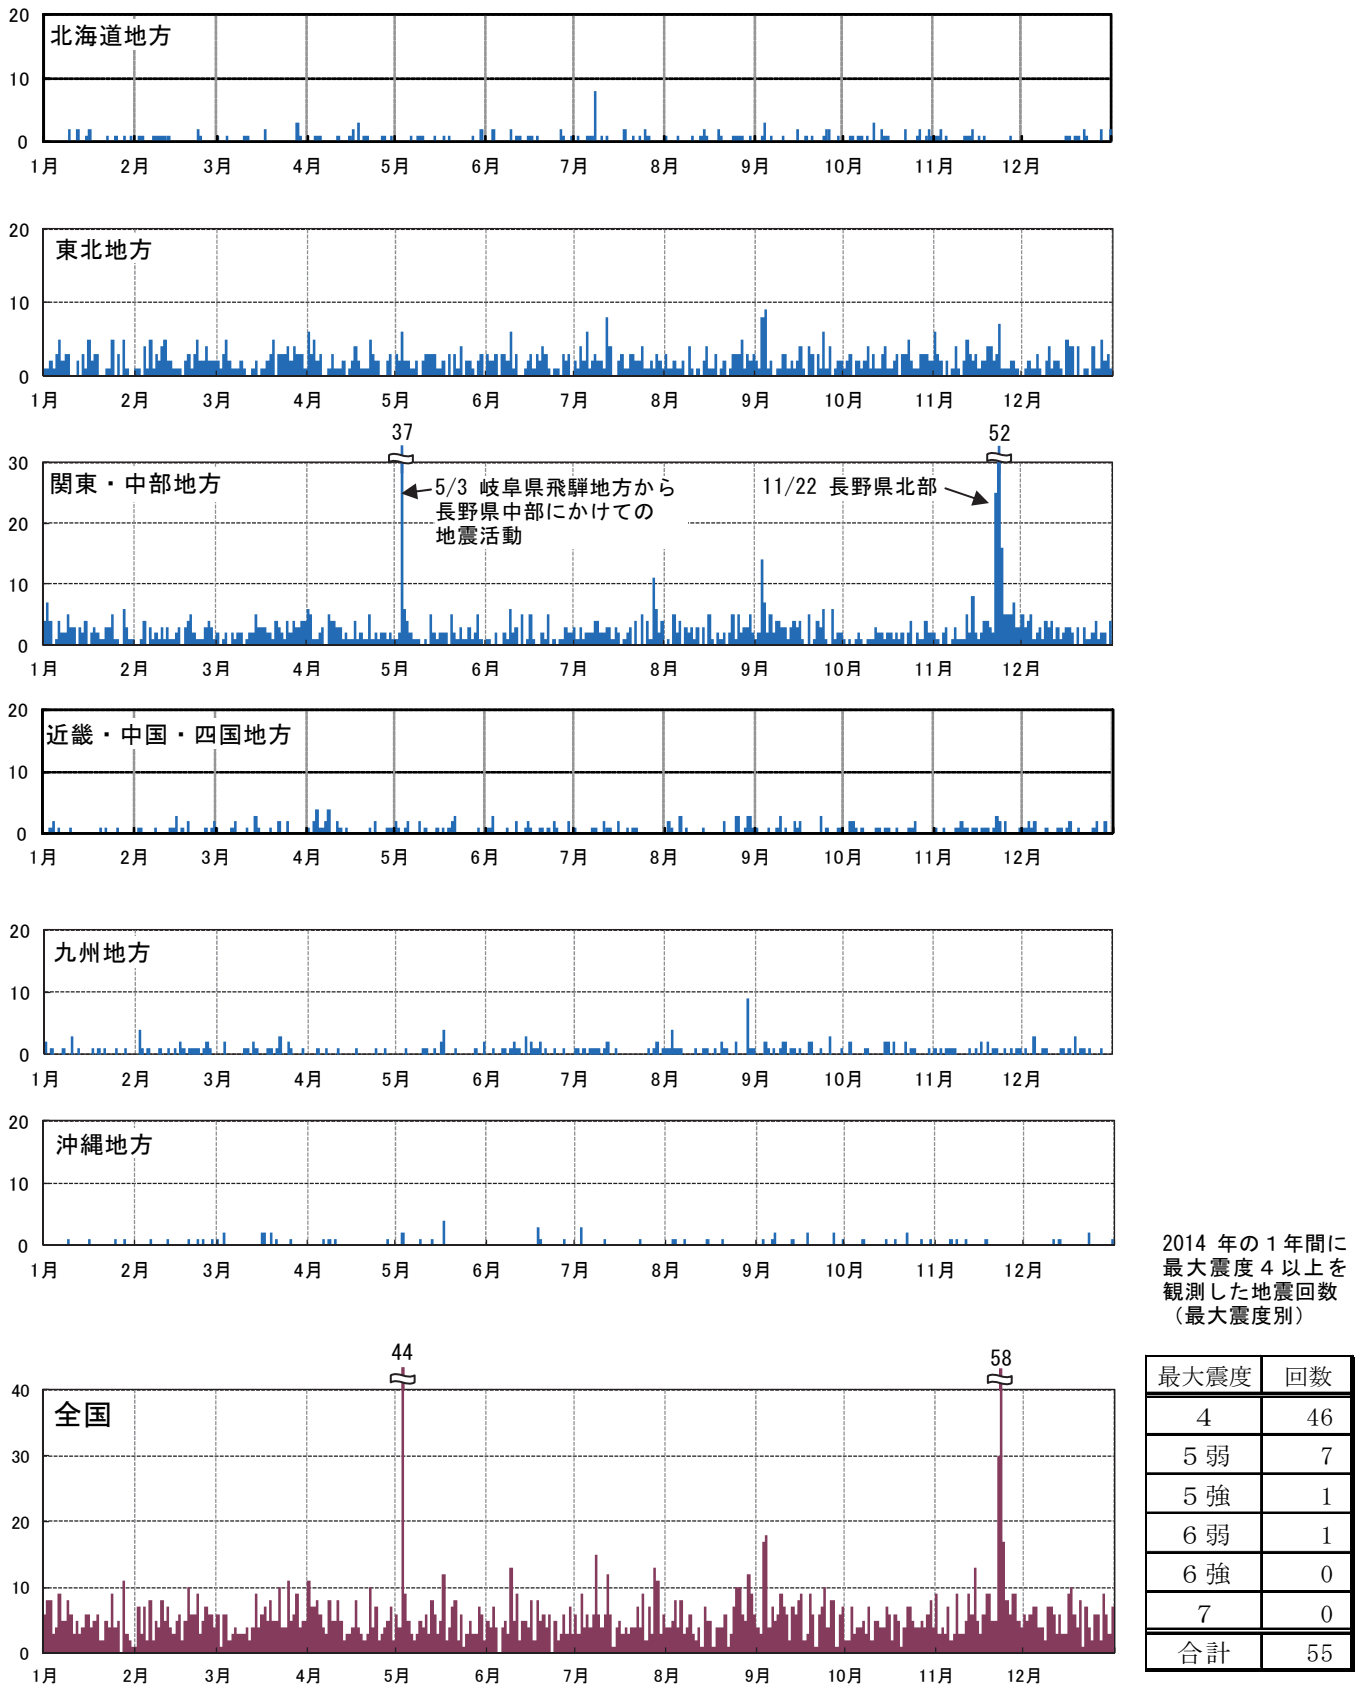 20
北海道地方
10
0
1月 2月 3月 4月 5月 6月 7月 8月 9月 10月 11月 12月
20
東北地方
10
0
1月 2月 3月 4月 5月 6月 7月 8月 9月 10月 11月 12月
37 52
30
関東・中部地方
5/3 岐阜県飛騨地方から
長野県中部にかけての
地震活動
11/22 長野県北部
20
10
0
1月 2月 3月 4月 5月 6月 7月 8月 9月 10月 11月 12月
20
近畿・中国・四国地方
10
0
1月 2月 3月 4月 5月 6月 7月 8月 9月 10月 11月 12月
20
九州地方
10
0
1月 2月 3月 4月 5月 6月 7月 8月 9月 10月 11月 12月
20
沖縄地方
10
0
1月 2月 3月 4月 5月 6月 7月 8月 9月 10月 11月 12月
44 58
40
全国
30
20
10
0
1月 2月 3月 4月 5月 6月 7月 8月 9月 10月 11月 12月
2014 年の１年間に
最大震度４以上を
観測した地震回数
（最大震度別）
最大震度 回数
４ 46
５弱 7
５強 1
６弱 1
６強 0
７ 0
合計 55